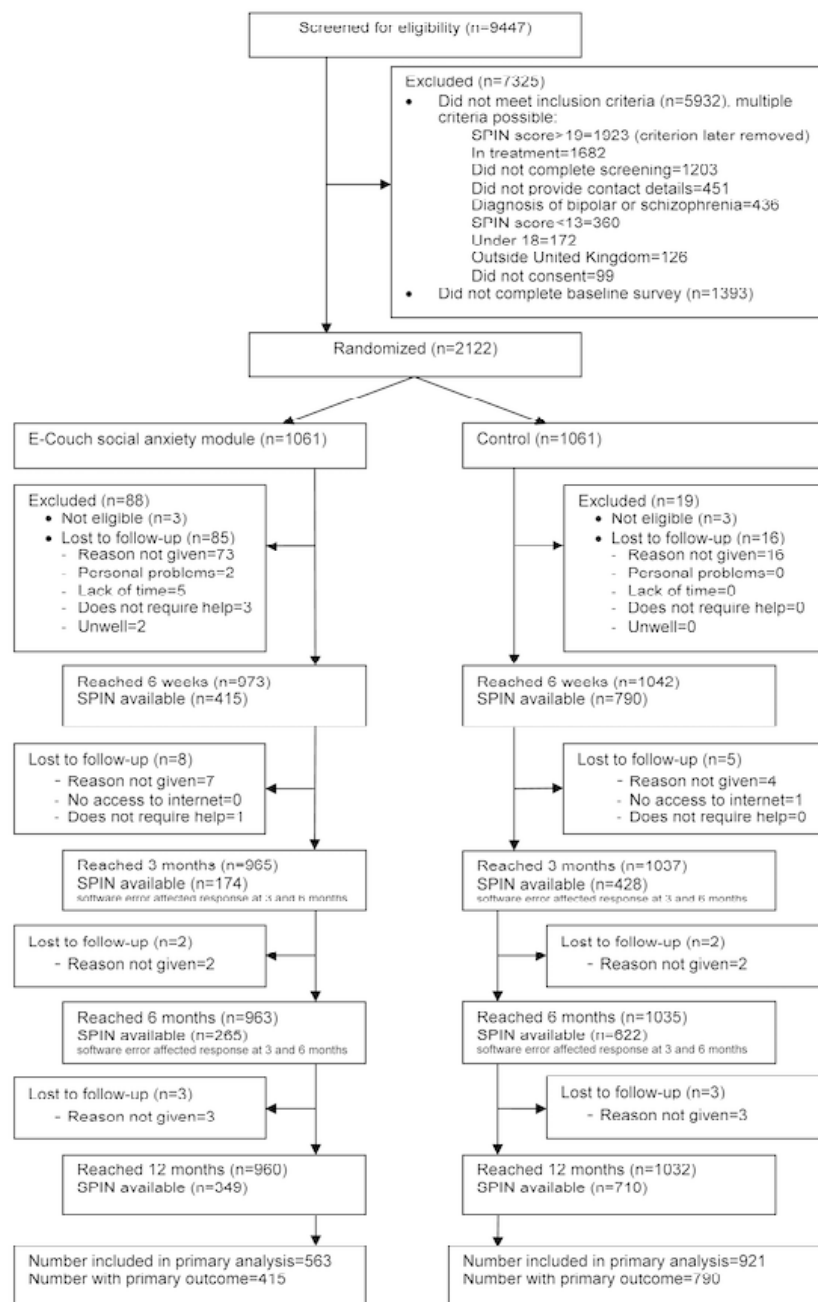 Screened for eligibility (n=9447)
Excluded (n=7325)
• Did not meet inclusion criteria (n=5932), multiple
criteria possible:
SPIN score>19=1923 (criterion later removed)
In treatment=1682
Did not complete screening=1203
Did not provide contact details=451
Diagnosis of bipolar or schizophrenia=436
SPIN score<13=360
Under 18=172
Outside United Kingdom=126
Did not consent=99
• Did not complete baseline survey (n=1393)
Randomized (n=2122)
E-Couch social anxiety module (n=1061)
Excluded (n=88)
• Not eligible (n=3)
• Lost to follow-up (n=85)
- Reason not given=73
- Personal problems=2
- Lack of time=5
- Does not require help=3
- Unwell=2
Reached 6 weeks (n=973)
SPIN available (n=415)
Lost to follow-up (n=8)
- Reason not given=7
- No access to internet=0
- Does not require help=1
Reached 3 months (n=965)
SPIN available (n=174)
software error affected response at 3 and 6 months
Lost to follow-up (n=2)
- Reason not given=2
Reached 6 months (n=963)
SPIN available (n=265)
software error affected response at 3 and 6 months
Lost to follow-up (n=3)
- Reason not given=3
Reached 12 months (n=960)
SPIN available (n=349)
Number included in primary analysis=563
Number with primary outcome=415
Control (n=1061)
Excluded (n=19)
• Not eligible (n=3)
• Lost to follow-up (n=16)
- Reason not given=16
- Personal problems=0
- Lack of time=0
- Does not require help=0
- Unwell=0
Reached 6 weeks (n=1042)
SPIN available (n=790)
Lost to follow-up (n=5)
- Reason not given=4
- No access to internet=1
- Does not require help=0
Reached 3 months (n=1037)
SPIN available (n=428)
software error affected response at 3 and 6 months
Lost to follow-up (n=2)
- Reason not given=2
Reached 6 months (n=1035)
SPIN available (n=622)
software error affected response at 3 and 6 months
Lost to follow-up (n=3)
- Reason not given=3
Reached 12 months (n=1032)
SPIN available (n=710)
Number included in primary analysis=921
Number with primary outcome=790